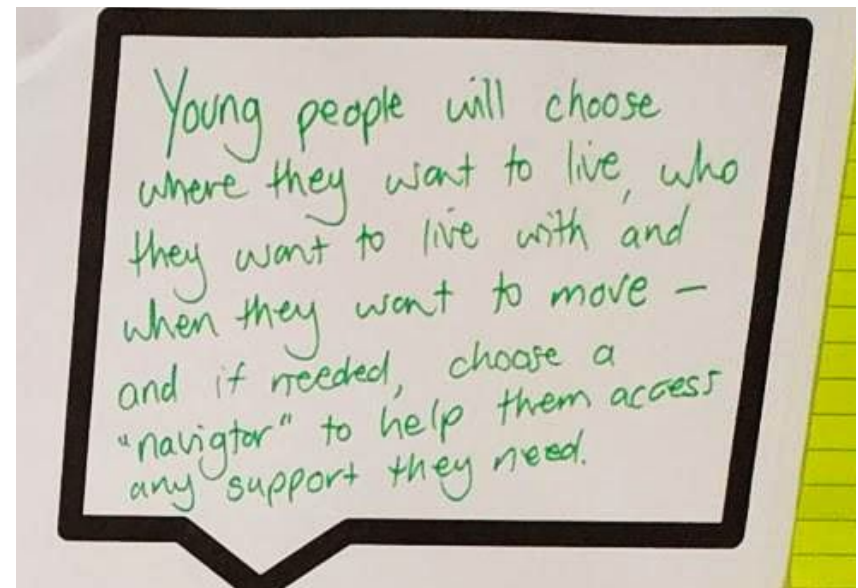 Young people will choose
where they want to live, who
they want to live with and
when they want to move –
and if needed, choose a
"navigtor" to help them access
any support they need.